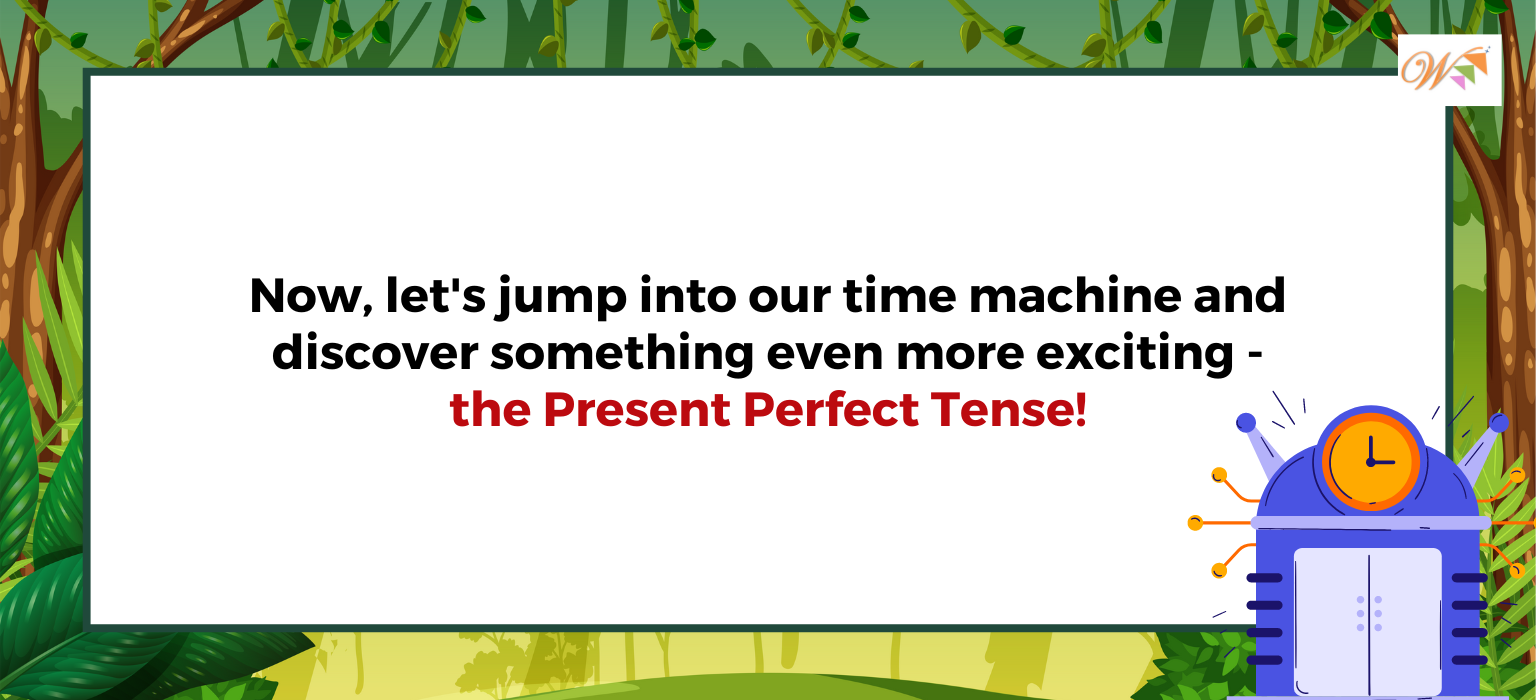 W
Now, let's jump into our time machine and
discover something even more exciting -
the Present Perfect Tense!